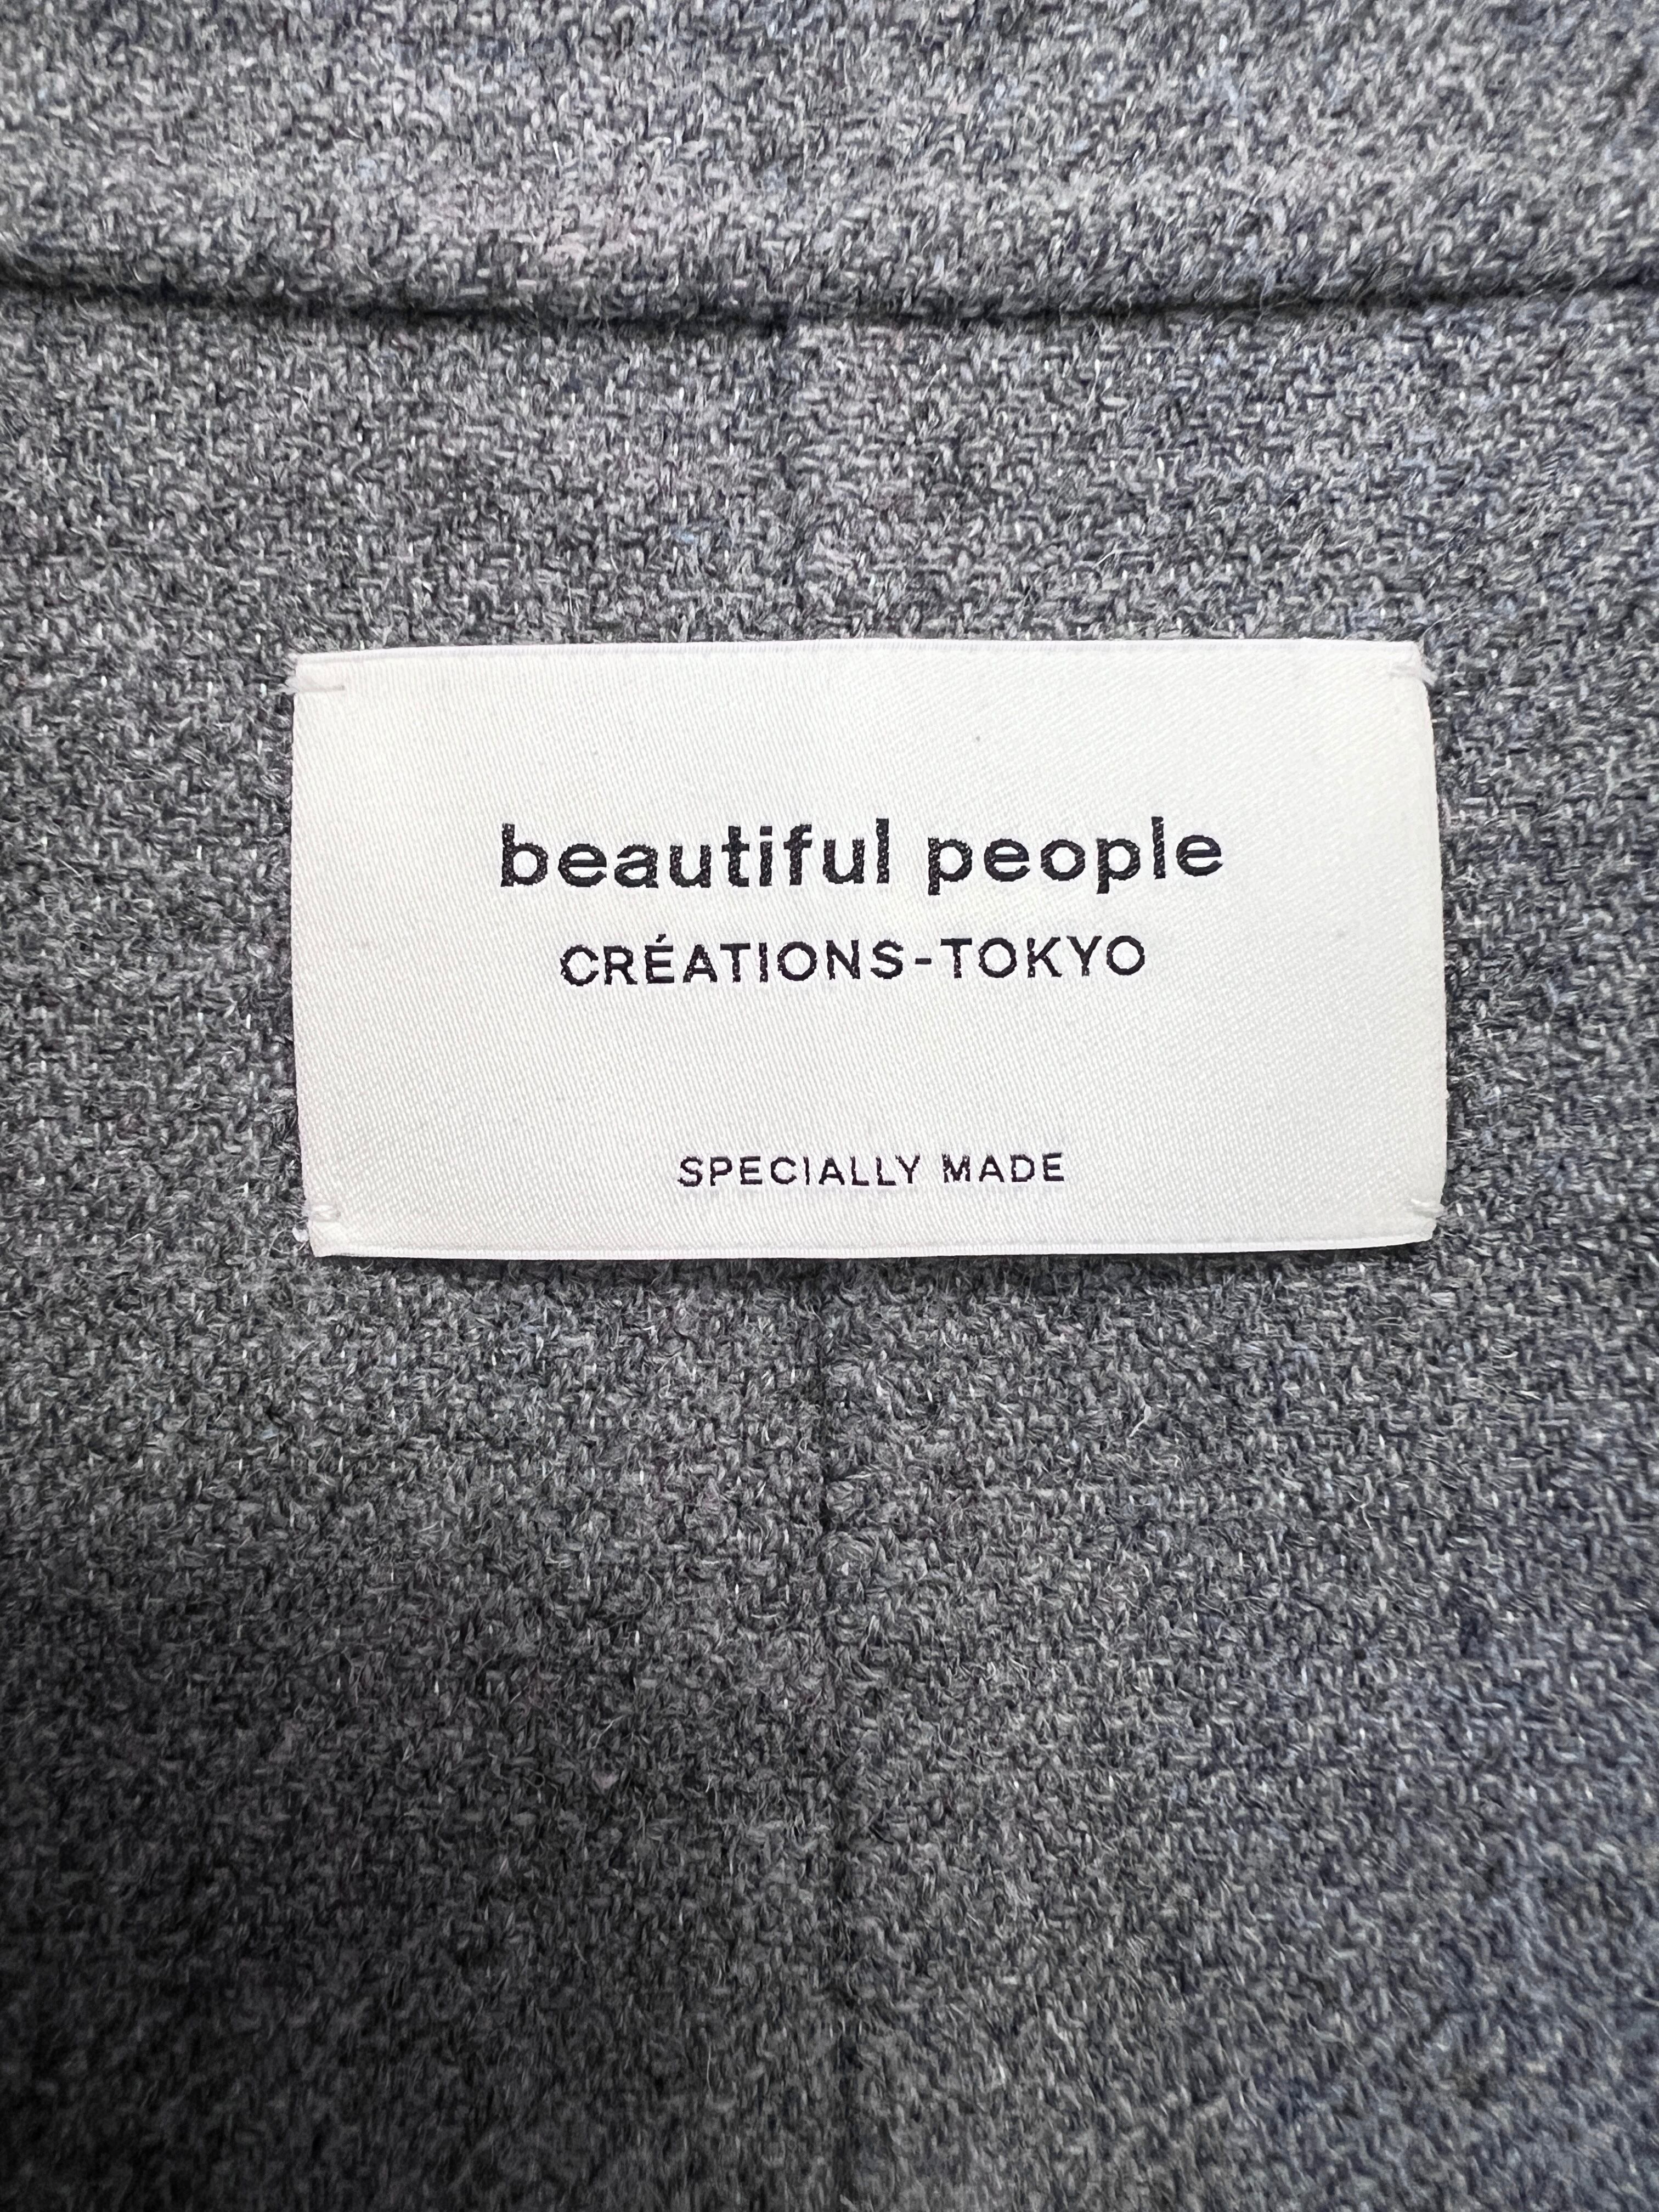 beautiful people
CRÉATIONS-TOKYO
SPECIALLY MADE